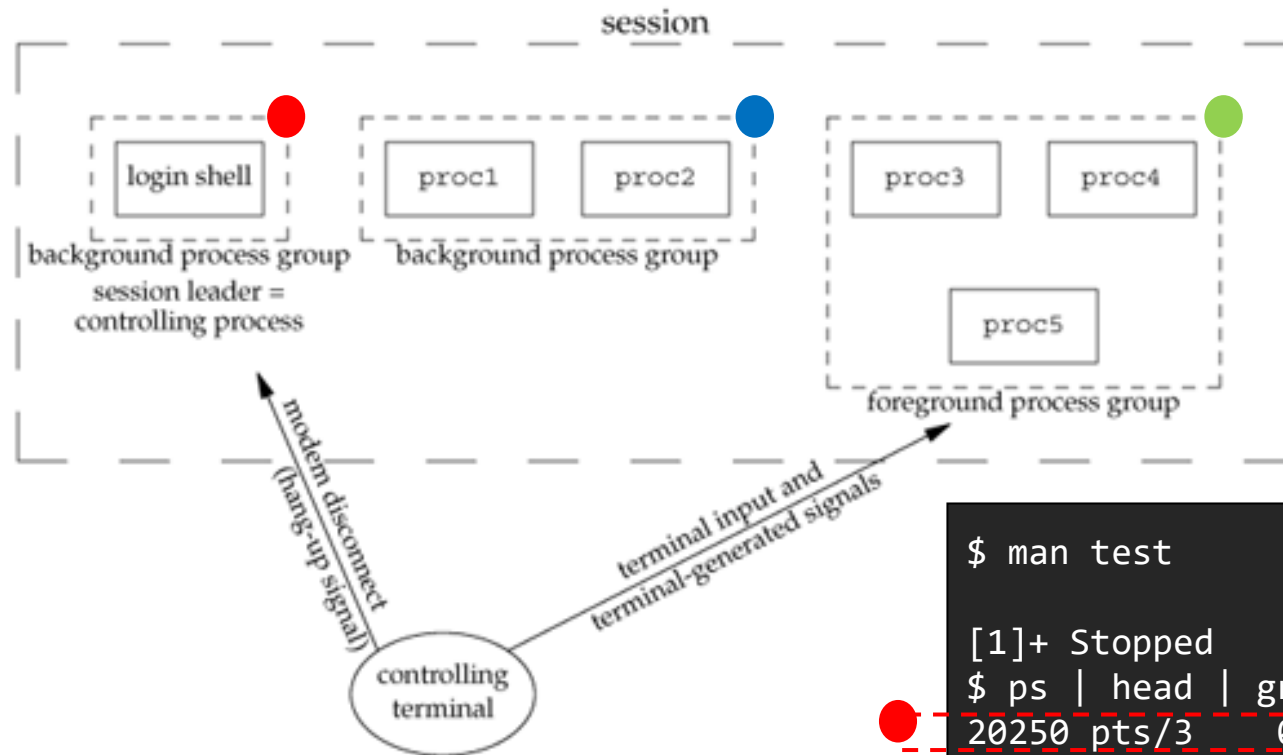 session
login shell
proc1
proc2
proc3
proc4
proc5
background process group
session leader =
controlling process
background process group
foreground process group
modem disconnect
(hang-up signal)
terminal input and
terminal-generated signals
controlling
terminal
$ man test
[1]+ Stopped
$ ps | head |
20250 pts/3